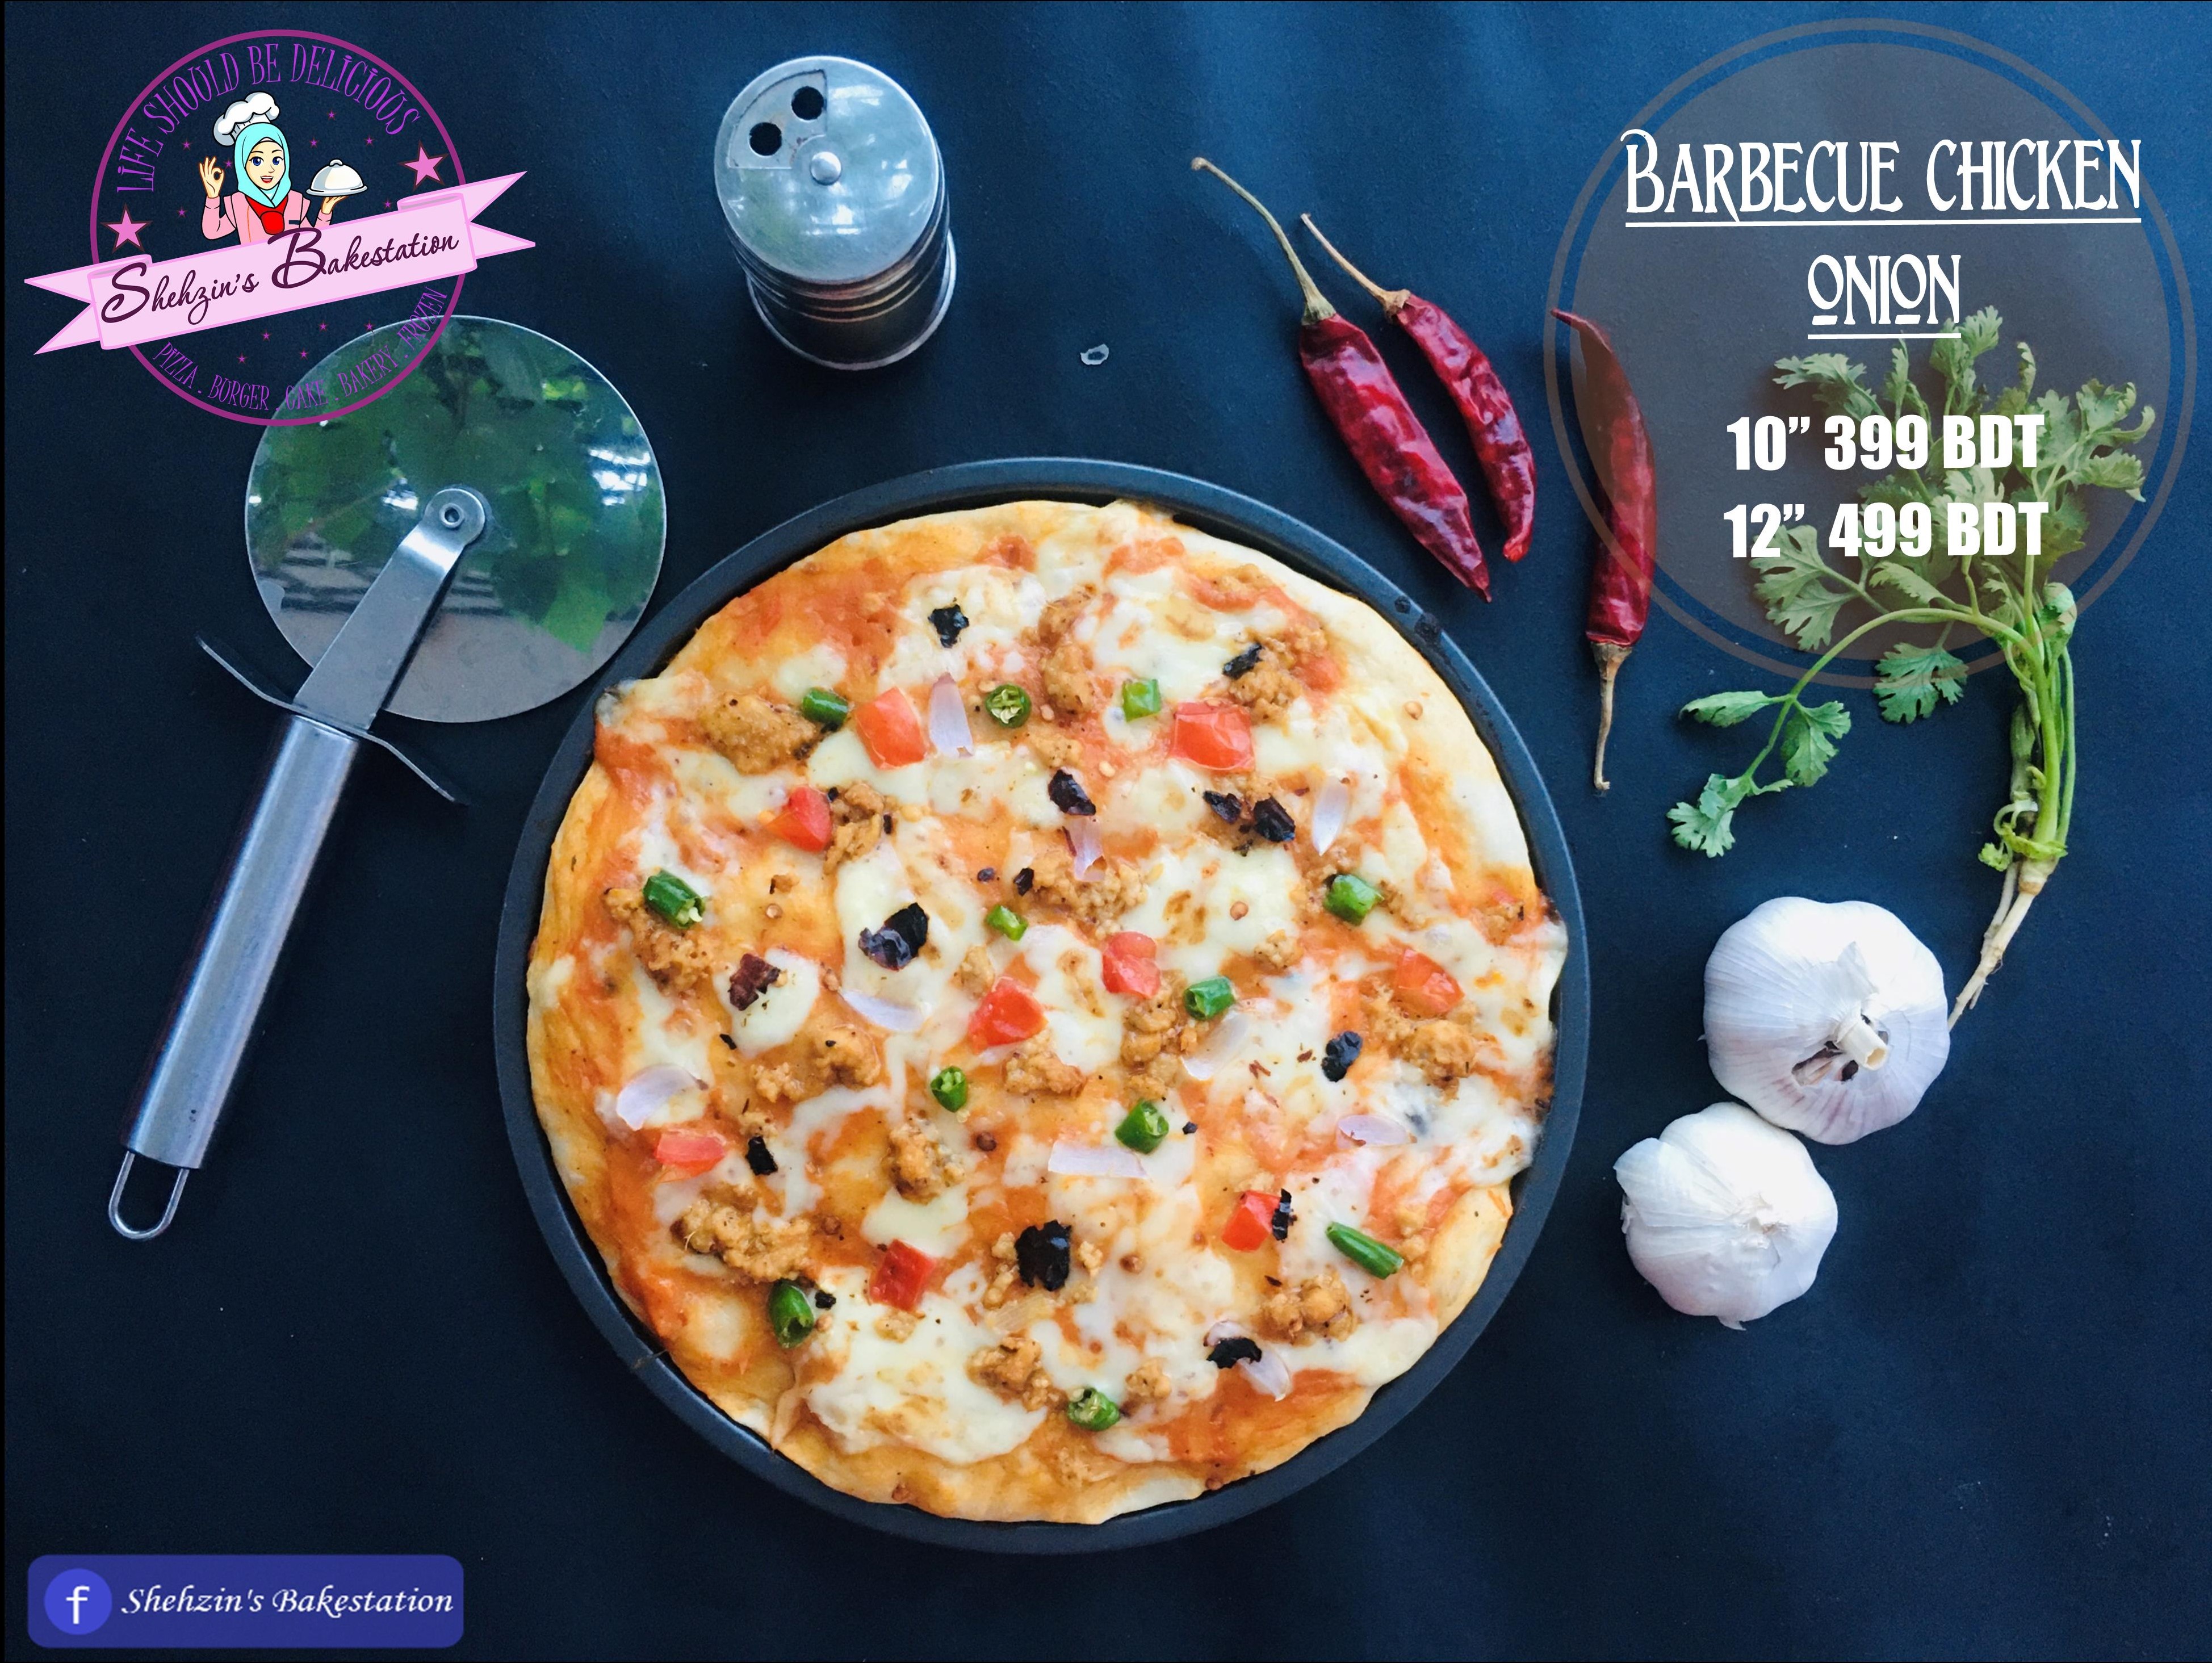 LIFE SHOULD BE DELICIOUS
Shehzin's Bakestation
PIZZA . BURGER . CAKE . BAKERY . FROZEN
BARBECUE CHICKEN
ONION
10” 399 BDT
12” 499 BDT
f Shehzin's Bakestation